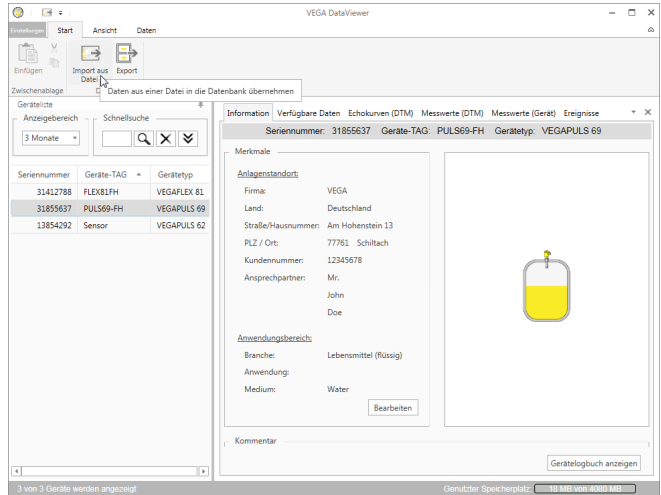 VEGA DataViewer
Einstellungen Start Ansicht Daten
Einfügen
Import aus Datei
Export
Zwischenablage
Daten aus einer Datei in die Datenbank übernehmen
Geräteliste
Anzeigebereich
Schnellsuche
3 Monate
Seriennummer Geräte-TAG Gerätetyp
31412788 FLEX81FH VEGAFLEX 81
31855637 PULS69-FH VEGAPULS 69
13854292 Sensor VEGAPULS 62
Information Verfügbare Daten Echokurven (DTM) Messwerte (DTM) Messwerte (Gerät) Ereignisse
Seriennummer: 31855637 Geräte-TAG: PULS69-FH Gerätetyp: VEGAPULS 69
Merkmale
Anlagenstandort:
Firma: VEGA
Land: Deutschland
Straße/Hausnummer: Am Hohenstein 13
PLZ / Ort: 77761 Schiltach
Kundennummer: 12345678
Ansprechpartner: Mr.
John
Doe
Anwendungsbereich:
Branche: Lebensmittel (flüssig)
Anwendung:
Medium: Water
Bearbeiten
Kommentar
Gerätelogbuch anzeigen
3 von 3 Geräte werden angezeigt
Genutzter Speicherplatz: 18 MB von 4080 MB